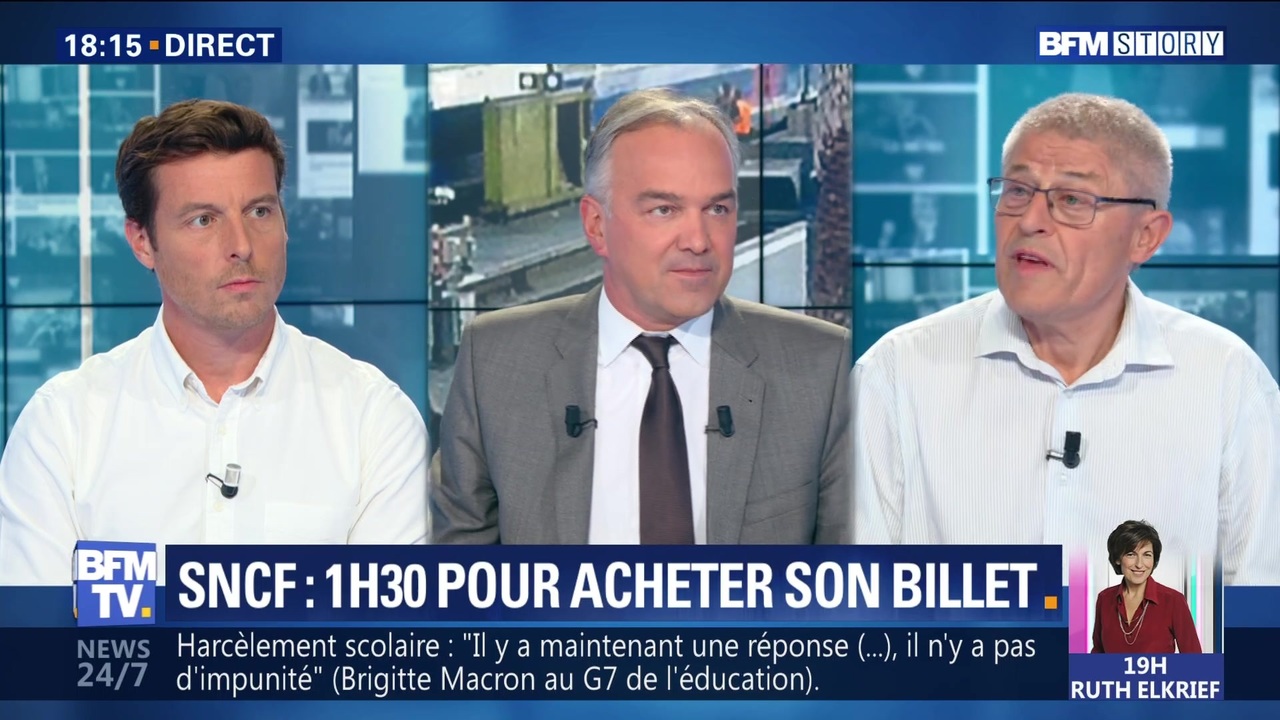 18:15 DIRECT
BFM STORY
BFM
TV.
SNCF : 1H30 POUR ACHETER SON BILLET .
NEWS
24/7
Harcèlement scolaire : "Il y a maintenant une réponse (...), il n'y a pas
d'impunité" (Brigitte Macron au G7 de l'éducation).
19H
RUTH ELKRIEF